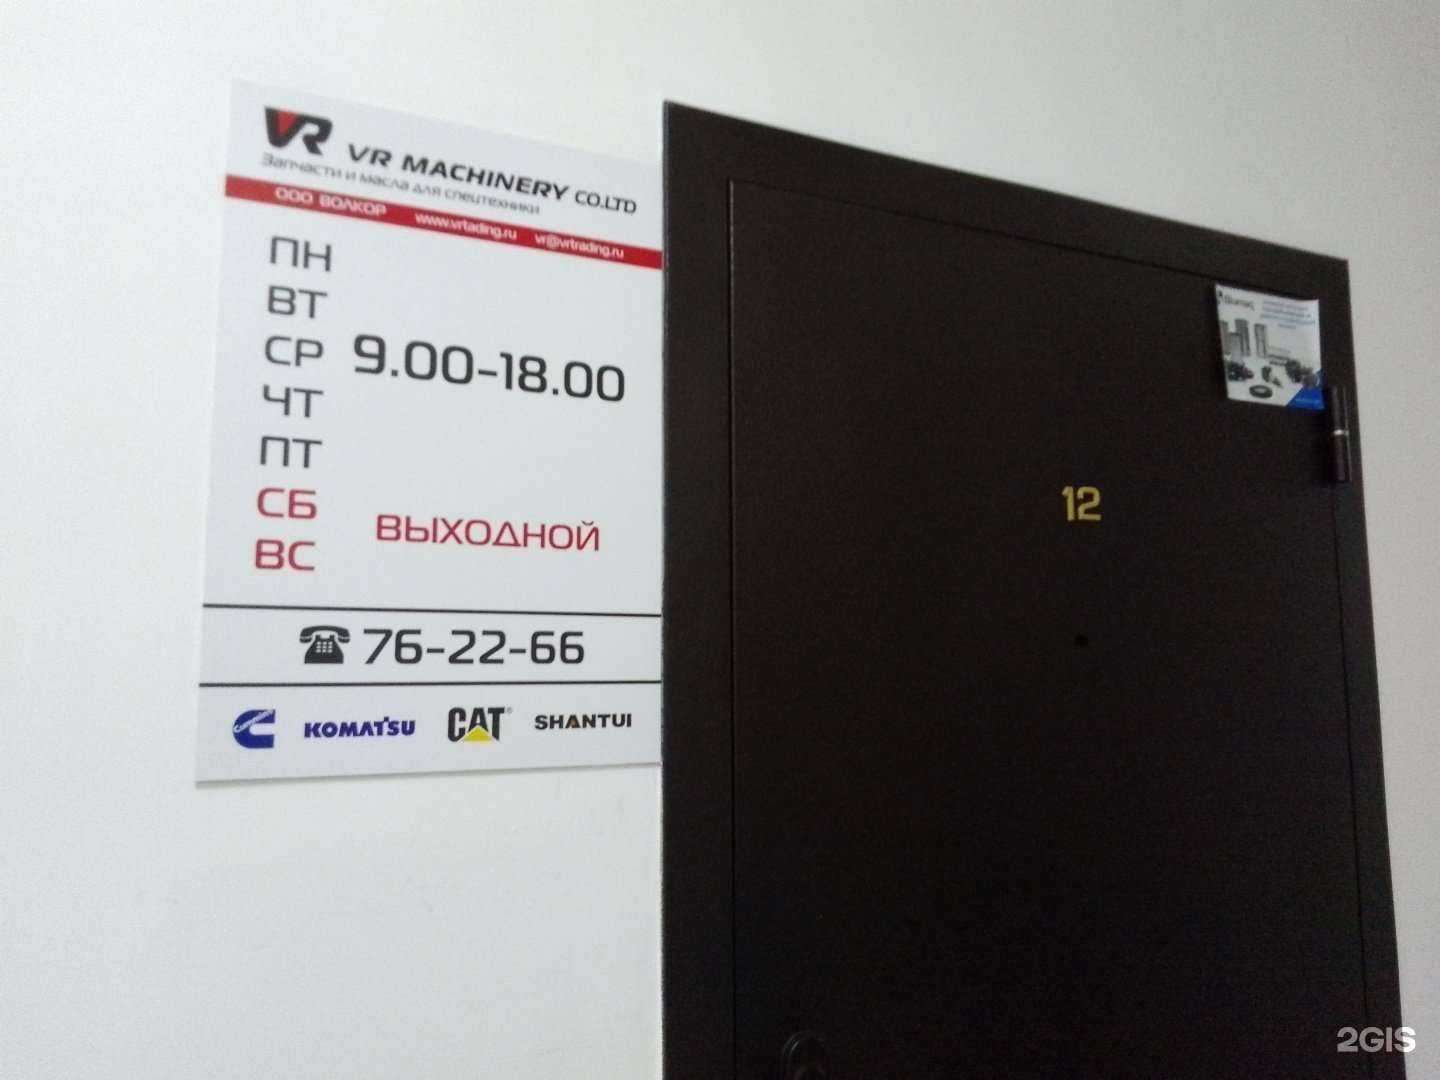 VR VR MACHINERY CO.LTD
Запчасти и масла для спецтехники
ООО ВОЛКОР www.vrtading.ru vr@vrtrading.ru
ПН
ВТ
СР 9.00-18.00
ЧТ
ПТ
СБ
ВС ВЫХОДНОЙ
76-22-66
Cummins KOMATSU CAT® SHANTUI
12
2GIS